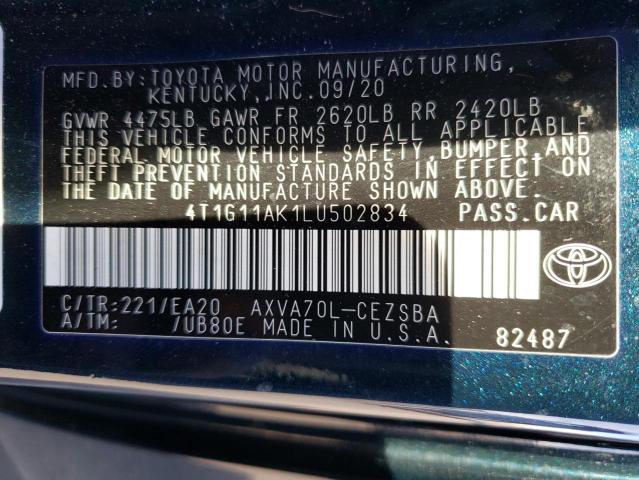 MFD.BY:TOYOTA MOTOR MANUFACTURING,
KENTUCKY, INC.09/20
GVWR 4475LB GAWR FR 2620LB RR 2420LB
THIS VEHICLE CONFORMS TO ALL APPLICABLE
FEDERAL MOTOR VEHICLE SAFETY,BUMPER,AND
THEFT PREVENTION STANDARDS IN EFFECT ON
THE DATE OF MANUFACTURE SHOWN ABOVE.
4T1G11AK1LU502834 PASS.CAR
C/TR:221/EA20 AXVA70L-CEZSBA
A/TM: /UB80E MADE IN U.S.A. 82487